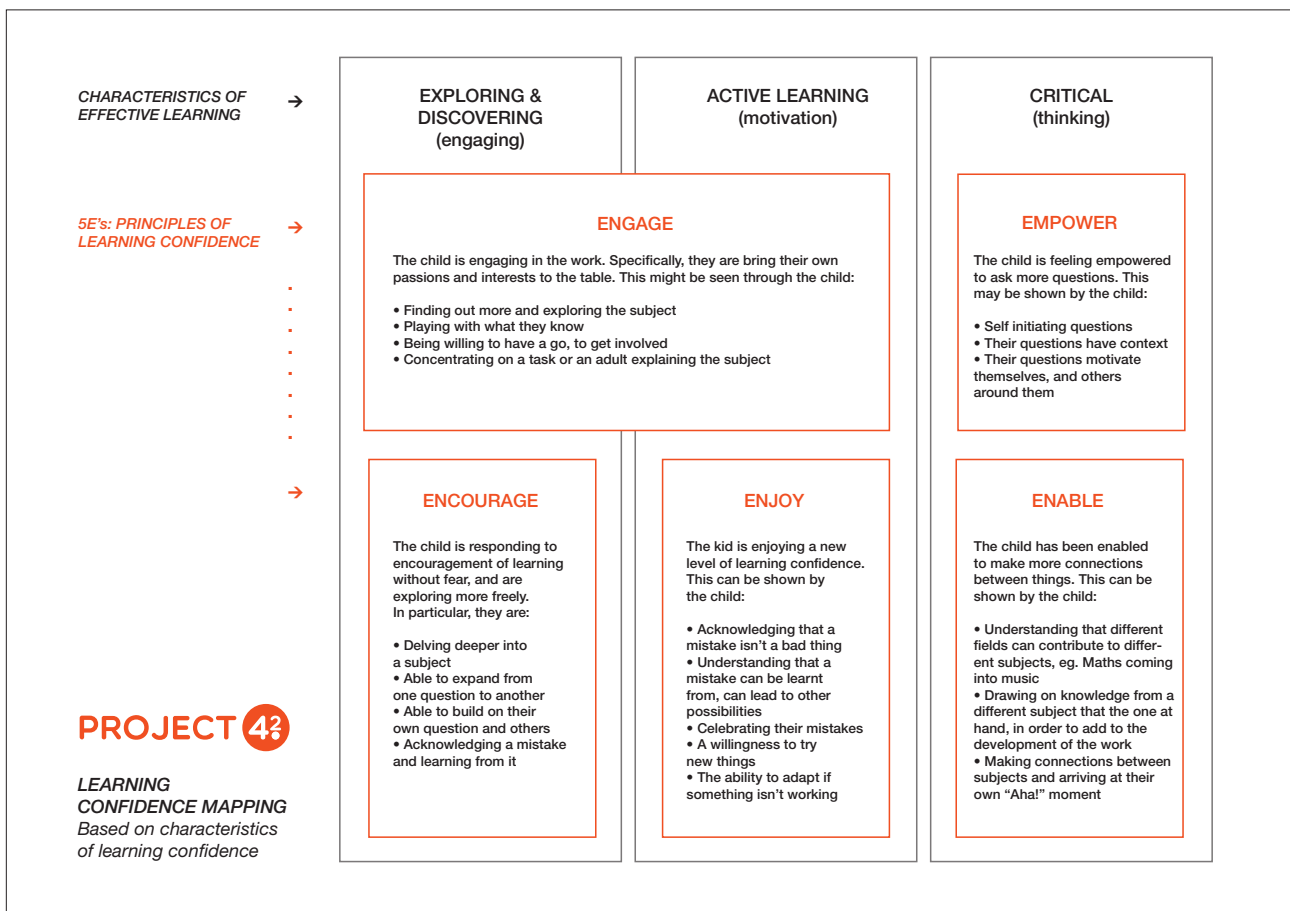 CHARACTERISTICS OF
EFFECTIVE LEARNING
→
EXPLORING &
DISCOVERING
(engaging)
ACTIVE LEARNING
(motivation)
CRITICAL
(thinking)
5E's: PRINCIPLES OF
LEARNING CONFIDENCE
→
ENGAGE
The child is engaging in the work. Specifically, they are bring their own
passions and interests to the table. This might be seen through the child:
• Finding out more and exploring the subject
• Playing with what they know
• Being willing to have a go, to get involved
• Concentrating on a task or an adult explaining the subject
EMPOWER
The child is feeling empowered
to ask more questions. This
may be shown by the child:
• Self initiating questions
• Their questions have context
• Their questions motivate
themselves, and others
around them
→
ENCOURAGE
The child is responding to
encouragement of learning
without fear, and are
exploring more freely.
In particular, they are:
• Delving deeper into
a subject
• Able to expand from
one question to another
• Able to build on their
own question and others
• Acknowledging a mistake
and learning from it
ENJOY
The kid is enjoying a new
level of learning confidence.
This can be shown by
the child:
• Acknowledging that a
mistake isn't a bad thing
• Understanding that a
mistake can be learnt
from, can lead to other
possibilities
• Celebrating their mistakes
• A willingness to try
new things
• The ability to adapt if
something isn't working
ENABLE
The child has been enabled
to make more connections
between things. This can be
shown by the child:
• Understanding that different
fields can contribute to differ-
ent subjects, eg. Maths coming
into music
• Drawing on knowledge from a
different subject that the one at
hand, in order to add to the
development of the work
• Making connections between
subjects and arriving at their
own “Aha!” moment
PROJECT 42
LEARNING
CONFIDENCE MAPPING
Based on characteristics
of learning confidence